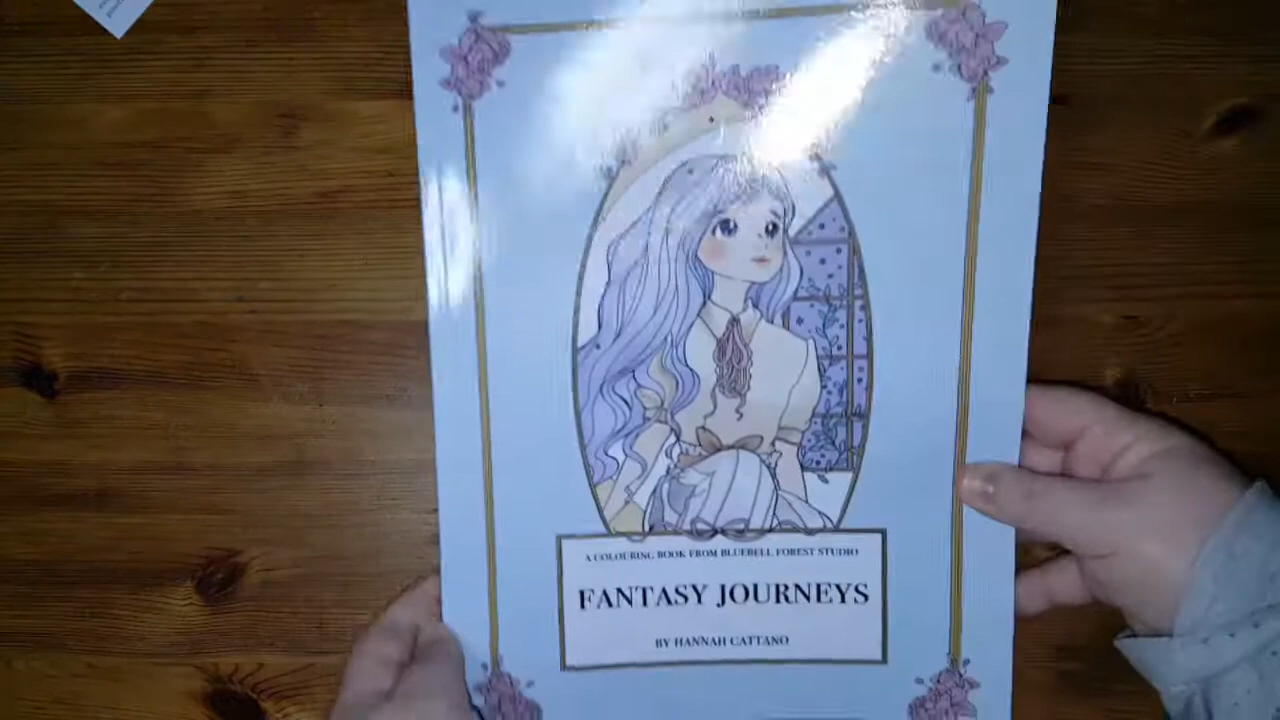 A COLOURING BOOK FROM BLUEBELL FOREST STUDIO
FANTASY JOURNEYS
BY HANNAH CATTANO